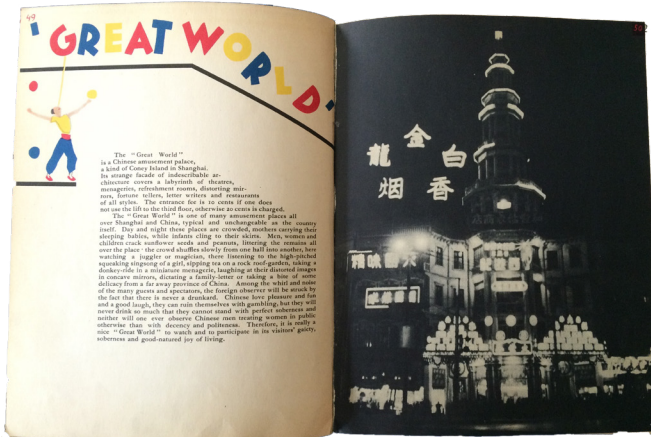 49
"GREAT WORLD"
The "Great World"
is a Chinese amusement palace,
a kind of Coney Island in Shanghai.
Its strange facade of indescribable ar-
chitecture covers a labyrinth of theatres,
menageries, refreshment rooms, distorting mir-
rors, fortune tellers, letter writers and restaurants
of all styles. The entrance fee is 10 cents if one does
not use the lift to the third floor, otherwise 20 cents is charged.
The "Great World" is one of many amusement places all
over Shanghai and China, typical and unchangeable as the country
itself. Day and night these places are crowded, mothers carrying their
sleeping babies, while infants cling to their skirts. Men, women and
children crack sunflower seeds and peanuts, littering the remains all
over the place - the crowd shuffles slowly from one hall into another, here
watching a juggler or magician, there listening to the high-pitched
squeaking singsong of a girl, sipping tea on a rock roof-garden, taking a
donkey-ride in a miniature menagerie, laughing at their distorted images
in concave mirrors, dictating a family-letter or taking a bite of some
delicacy from a far away province of China. Among the whirl and noise
of the many guests and spectators, the foreign observer will be struck by
the fact that there is never a drunkard. Chinese love pleasure and fun
and a good laugh, they can ruin themselves with gambling, but they will
never drink so much that they cannot stand with perfect soberness and
neither will one ever observe Chinese men treating women in public
otherwise than with decency and politeness. Therefore, it is really a
nice "Great World" to watch and to participate in its visitors' gaiety,
soberness and good-natured joy of living.
金
龍 白
烟 香